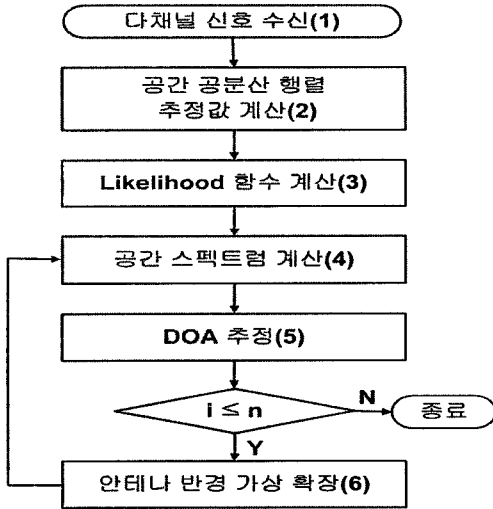 다채널 신호 수신(1)
공간 공분산 행렬
추정값 계산(2)
Likelihood 함수 계산(3)
공간 스펙트럼 계산(4)
DOA 추정(5)
i ≤ n
N
종료
Y
안테나 반경 가상 확장(6)